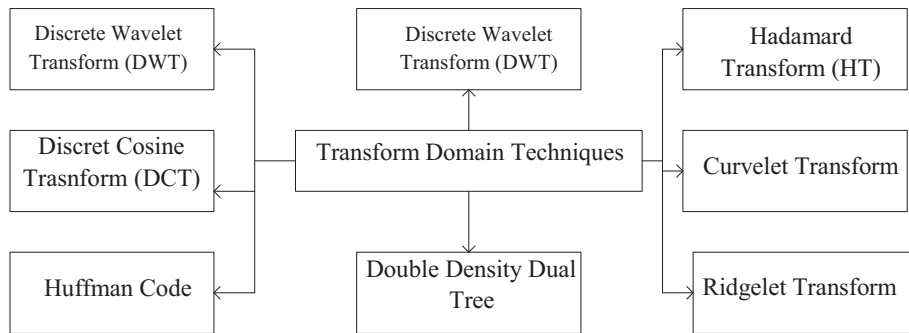 Discrete Wavelet
Transform (DWT)
Discrete Wavelet
Transform (DWT)
Hadamard
Transform (HT)
Discret Cosine
Trasnform (DCT)
Transform Domain Techniques
Curvelet Transform
Huffman Code
Double Density Dual
Tree
Ridgelet Transform